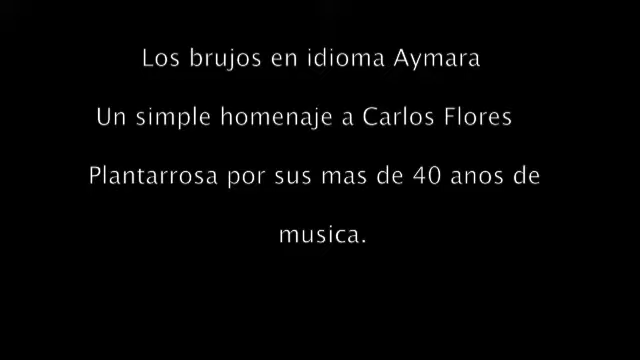 Los brujos en idioma Aymara
Un simple homenaje a Carlos Flores
Plantarrosa por sus mas de 40 anos de
musica.